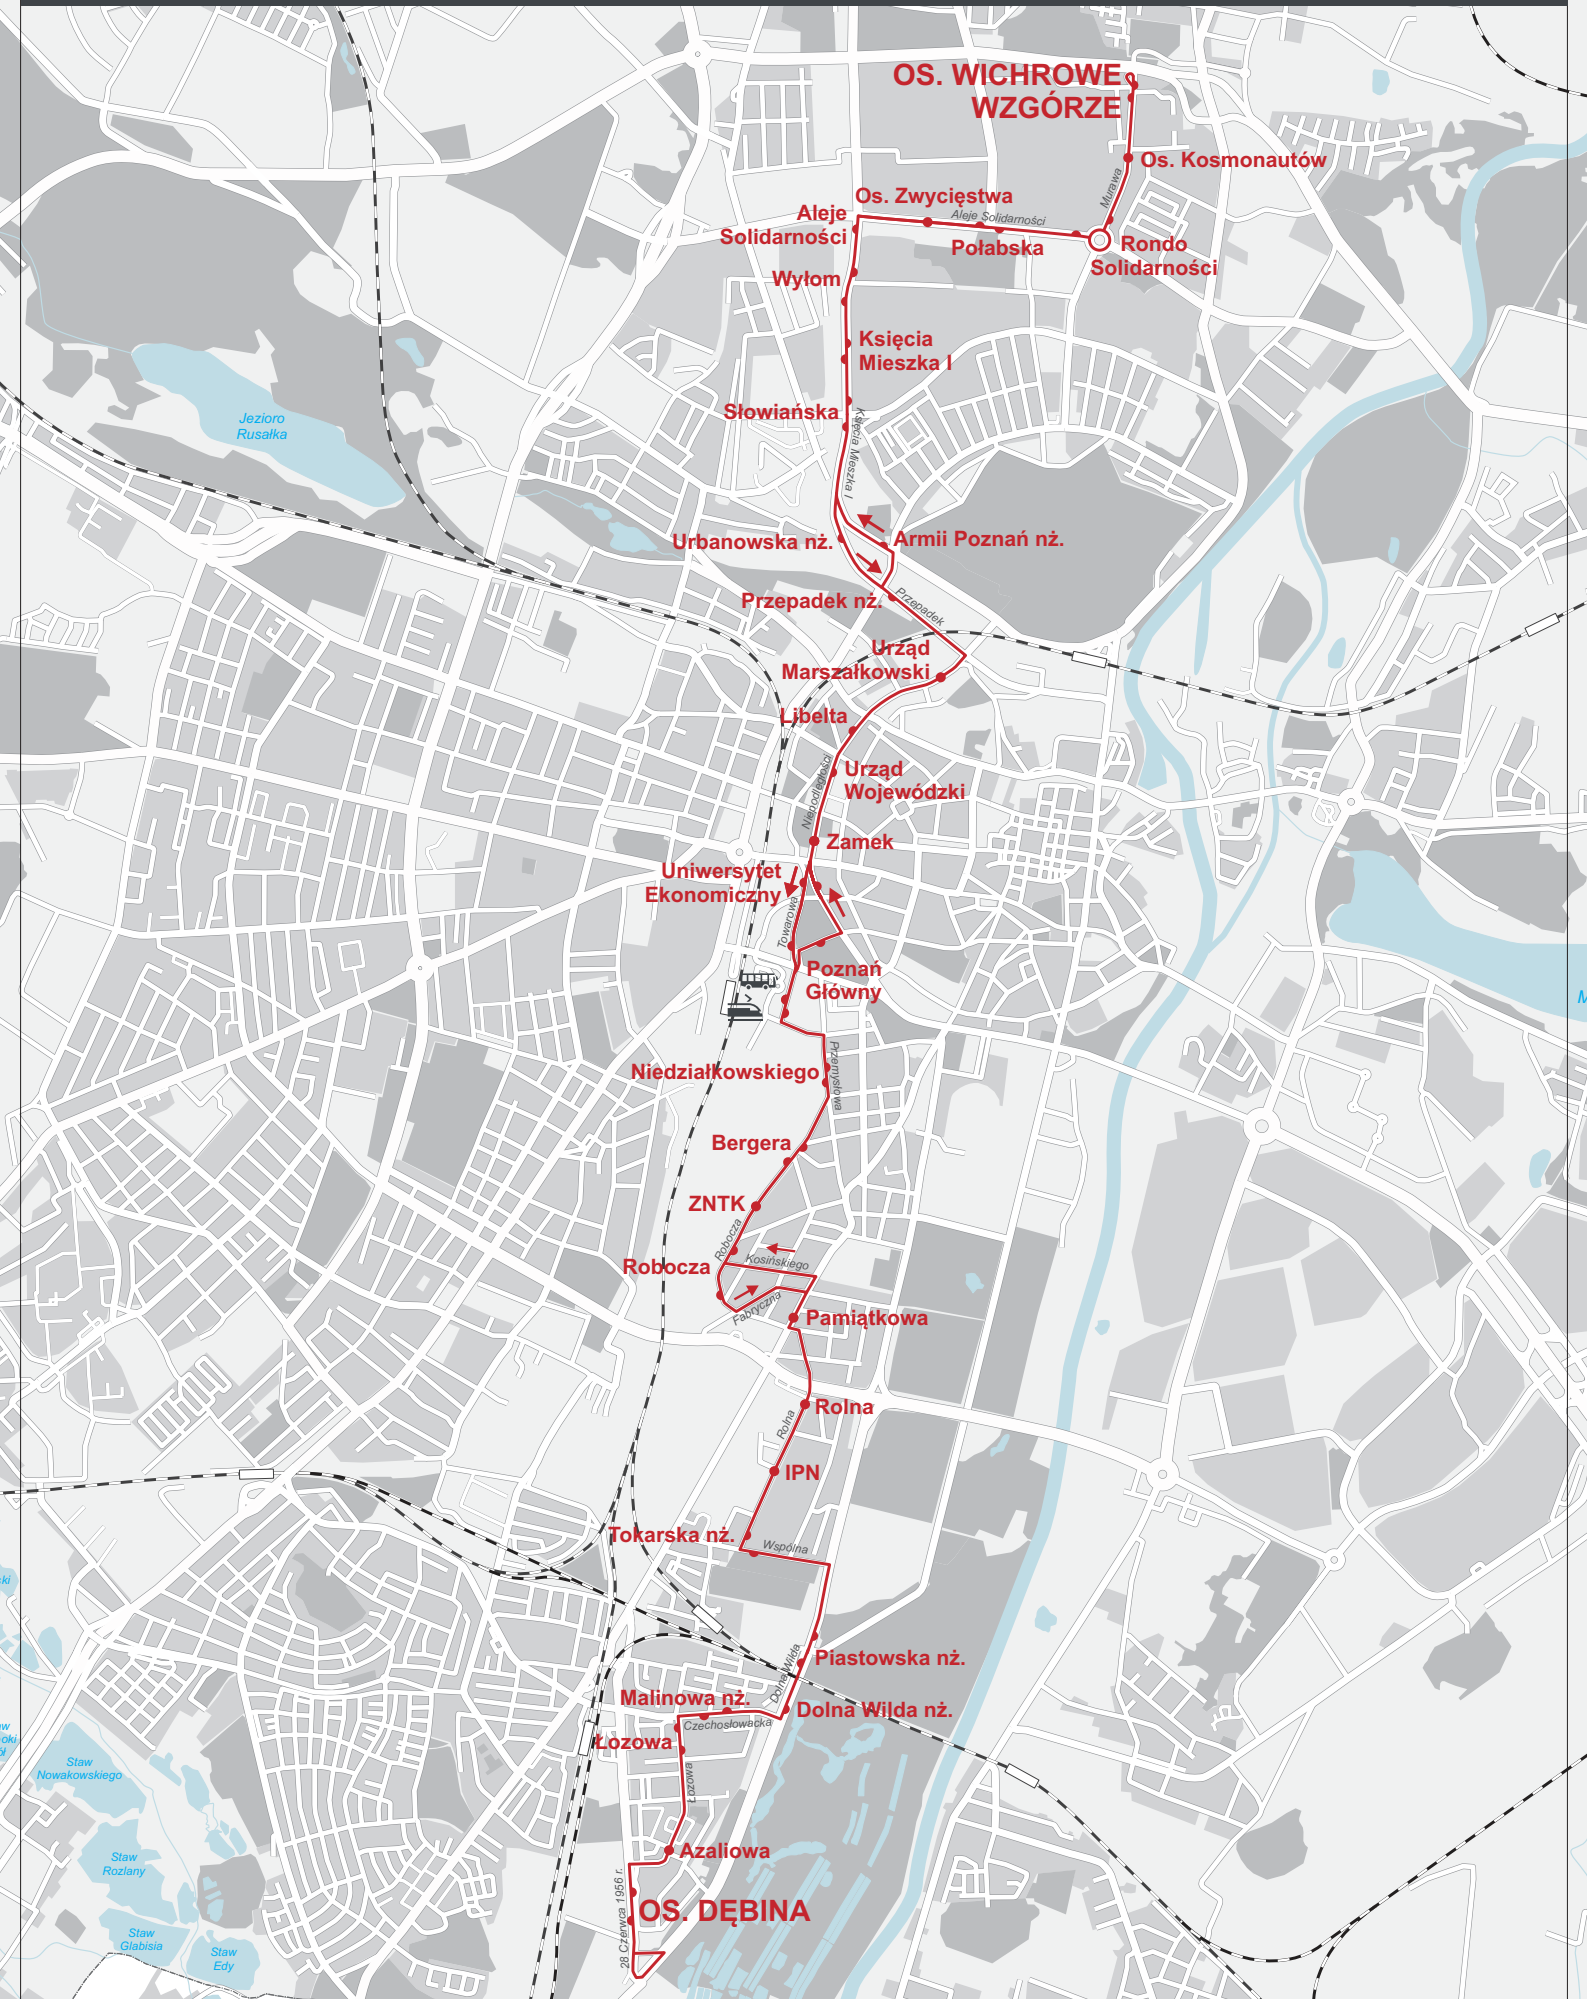 OS. WICHROWE
WZGÓRZE
Os. Kosmonautów
Murawa
Os. Zwycięstwa
Aleje Solidarności
Aleje
Solidarności
Połabska
Rondo
Solidarności
Wyłom
Księcia
Mieszka I
Słowiańska
Księcia Mieszka I
Jezioro
Rusałka
Urbanowska nż.
Armii Poznań nż.
Przepadek nż.
Przepadek
Urząd
Marszałkowski
Libelta
Niepodległości
Urząd
Wojewódzki
Zamek
Uniwersytet
Ekonomiczny
Towarowa
Poznań
Główny
M
Niedziałkowskiego
Przemysłowa
Bergera
ZNTK
Robocza
Kosińskiego
Robocza
Fabryczna
Pamiątkowa
Rolna
Rolna
IPN
Tokarska nż.
Wspólna
ski
Piastowska nż.
Dolna Wilda
Malinowa nż.
Dolna Wilda nż.
Czechosłowacka
Łozowa
Łozowa
Staw
Nowakowskiego
Azaliowa
Staw
Rozlany
28 Czerwca 1956 r.
OS. DĘBINA
Staw
Glabisia
Staw
Edy